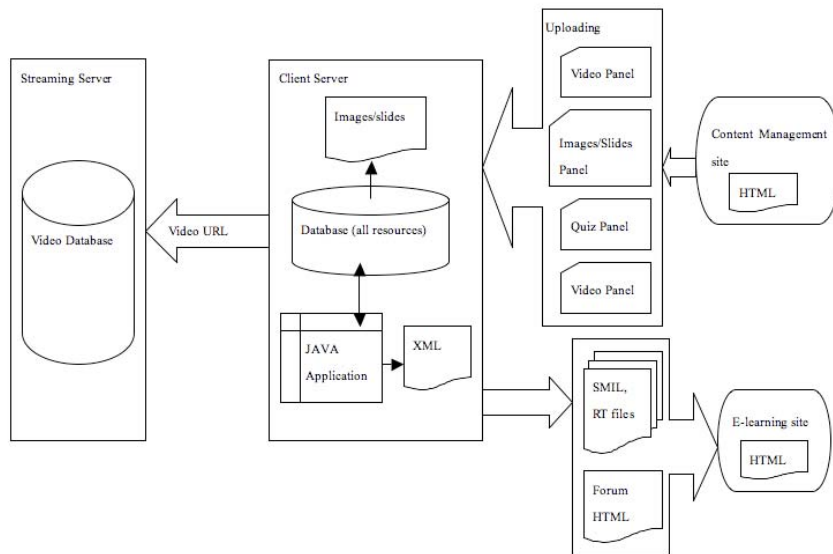 Streaming Server
Video Database
Video URL
Client Server
Images/slides
Database (all resources)
JAVA
Application
XML
Uploading
Video Panel
Images/Slides
Panel
Quiz Panel
Video Panel
Content Management
site
HTML
SMIL,
RT files
Forum
HTML
E-learning site
HTML